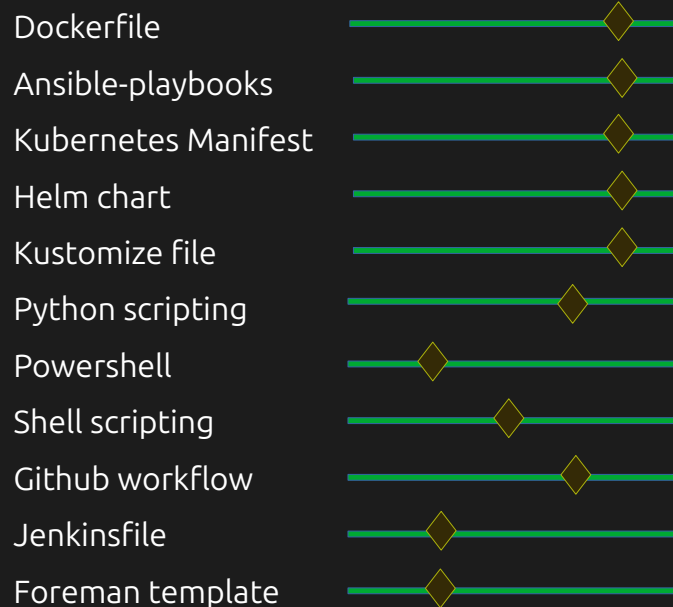 Dockerfile
Ansible-playbooks
Kubernetes Manifest
Helm chart
Kustomize file
Python scripting
Powershell
Shell scripting
Github workflow
Jenkinsfile
Foreman template